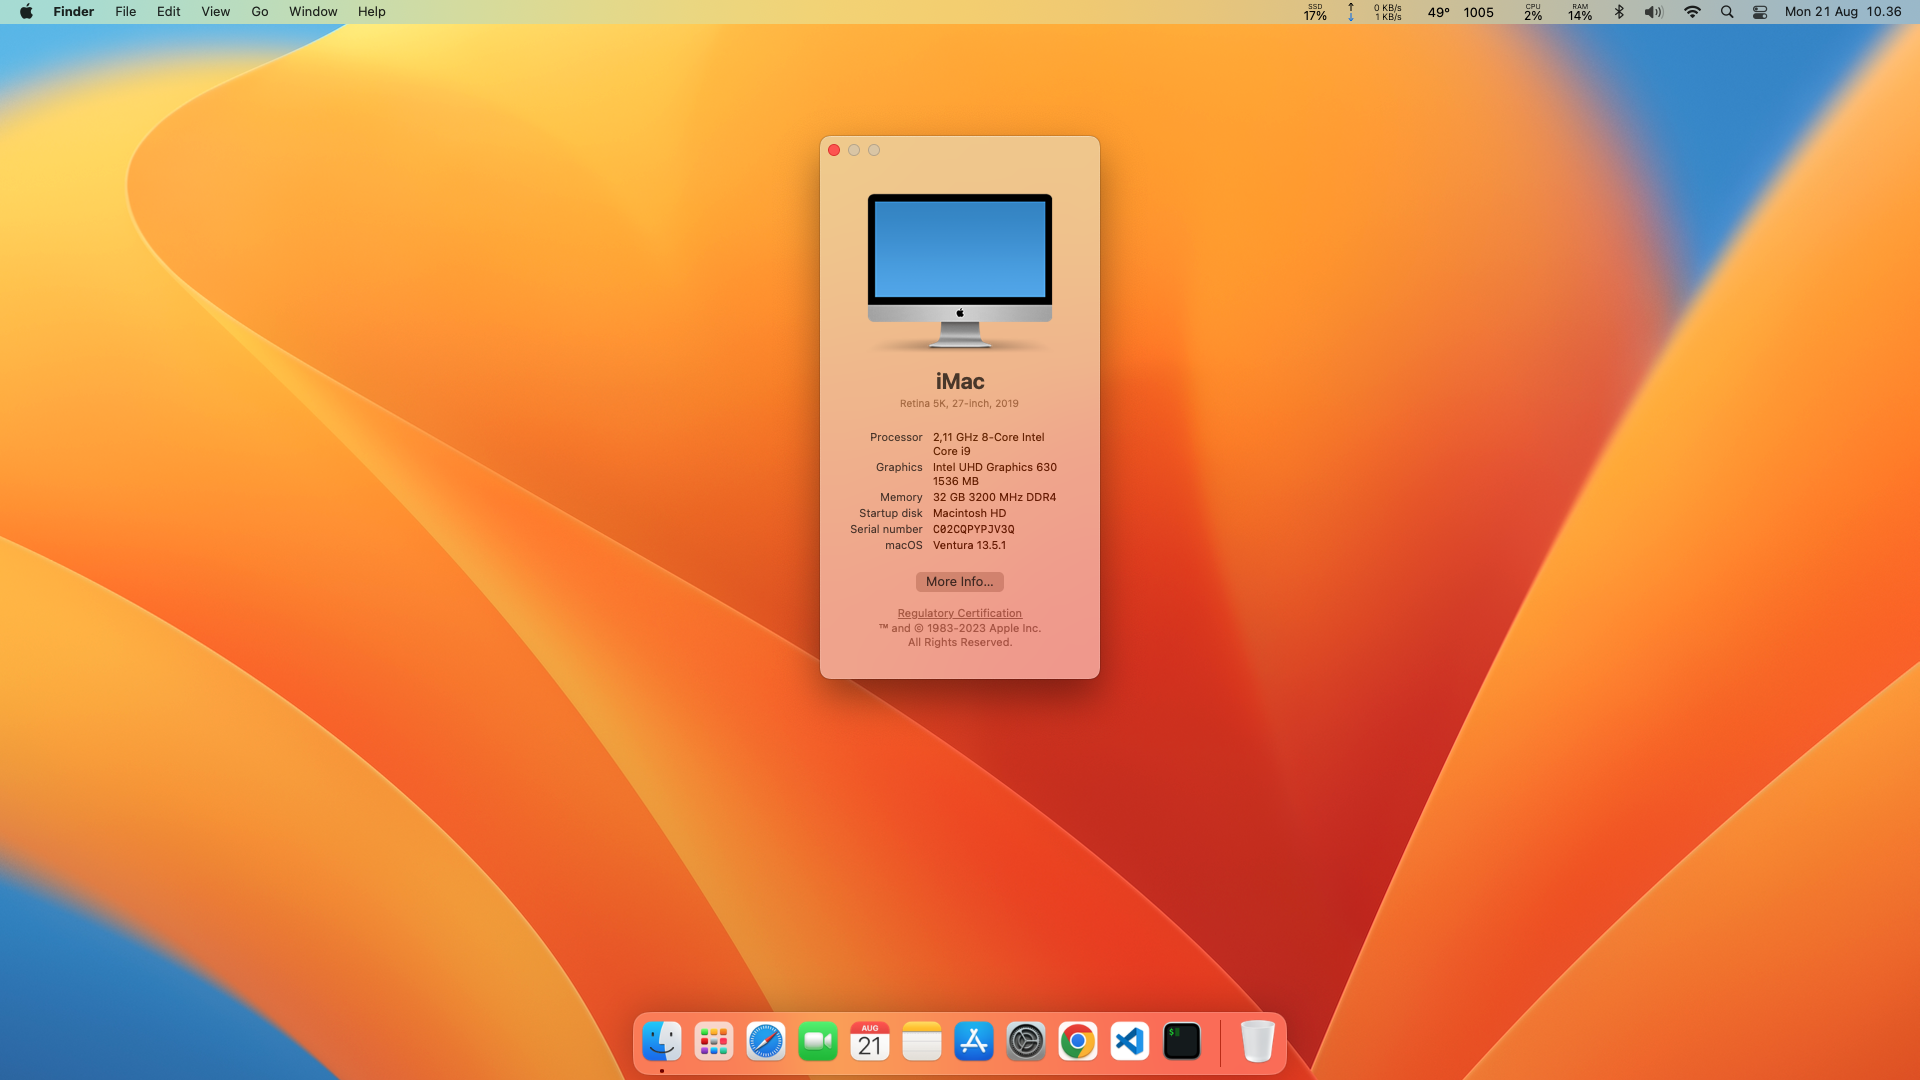 Finder File Edit View Go Window Help
SSD 17% ↑ ↓ 0 KB/s 1 KB/s 49° 1005 CPU 2% RAM 14% Mon 21 Aug 10.36
iMac
Retina 5K, 27-inch, 2019
Processor 2,11 GHz 8-Core Intel
Core i9
Graphics Intel UHD Graphics 630
1536 MB
Memory 32 GB 3200 MHz DDR4
Startup disk Macintosh HD
Serial number C02CQPYPJV3Q
macOS Ventura 13.5.1
More Info...
Regulatory Certification
™ and © 1983-2023 Apple Inc.
All Rights Reserved.
AUG
21
$